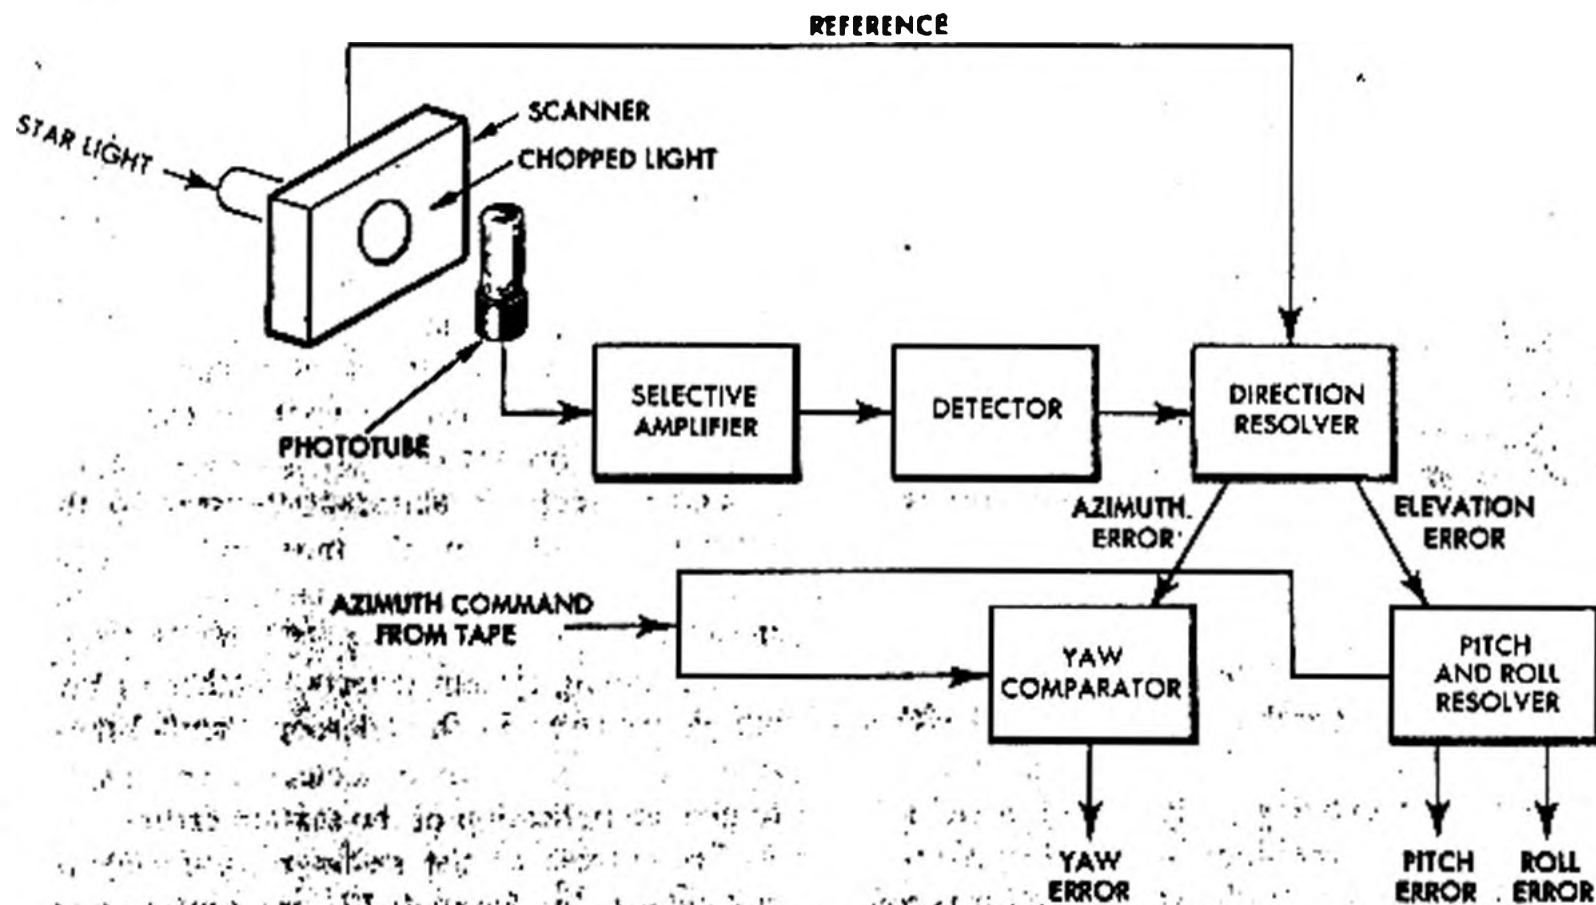 REFERENCE
STAR LIGHT
SCANNER
CHOPPED LIGHT
PHOTOTUBE
SELECTIVE
AMPLIFIER
DETECTOR
DIRECTION
RESOLVER
AZIMUTH
ERROR
ELEVATION
ERROR
AZIMUTH COMMAND
FROM TAPE
YAW
COMPARATOR
PITCH
AND ROLL
RESOLVER
YAW
ERROR
PITCH
ERROR
ROLL
ERROR